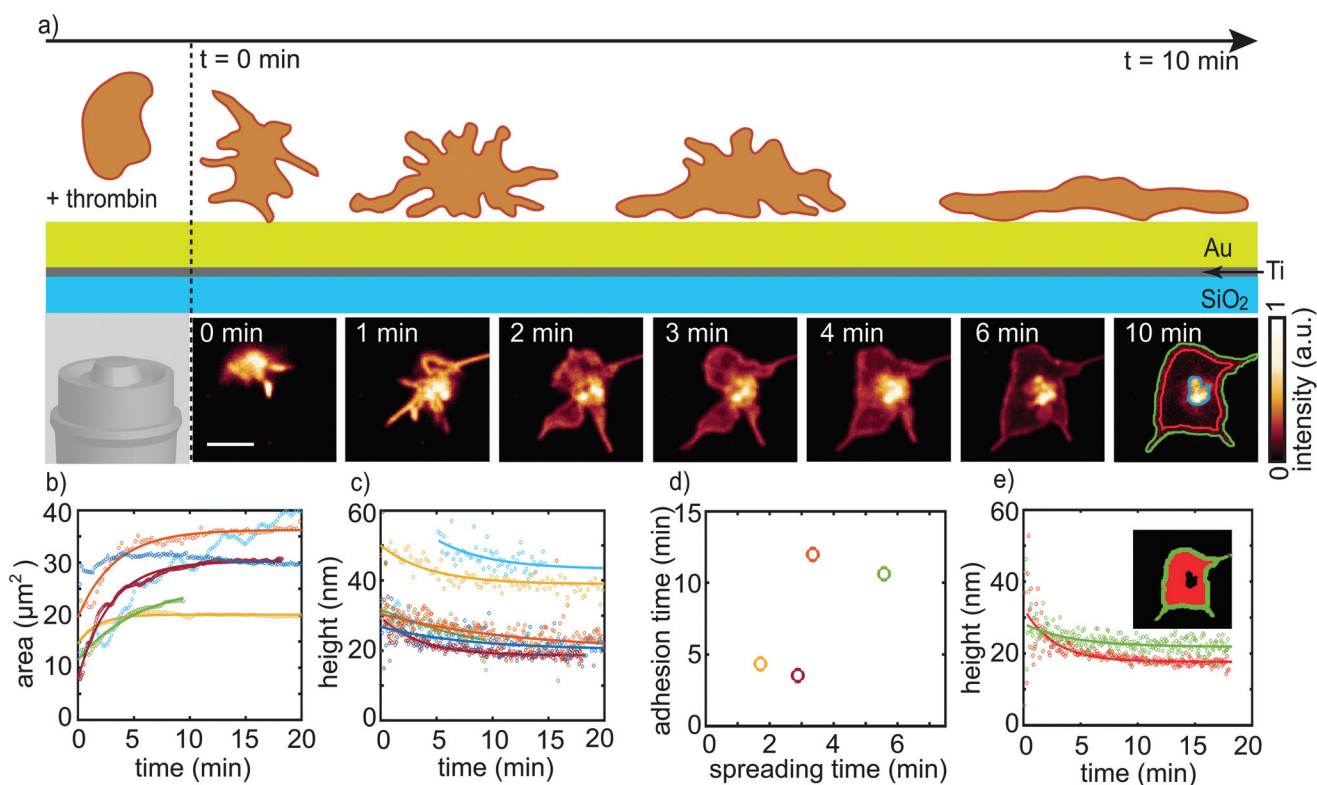 a)
t = 0 min
t = 10 min
+ thrombin
Au
Ti
SiO₂
0 min
1 min
2 min
3 min
4 min
6 min
10 min
0 intensity (a.u.) 1
b)
40
30
20
10
0
area (µm²)
0 5 10 15 20
time (min)
c)
60
40
20
0
height (nm)
0 5 10 15 20
time (min)
d)
15
10
5
0
adhesion time (min)
0 2 4 6
spreading time (min)
e)
60
40
20
0
height (nm)
0 5 10 15 20
time (min)